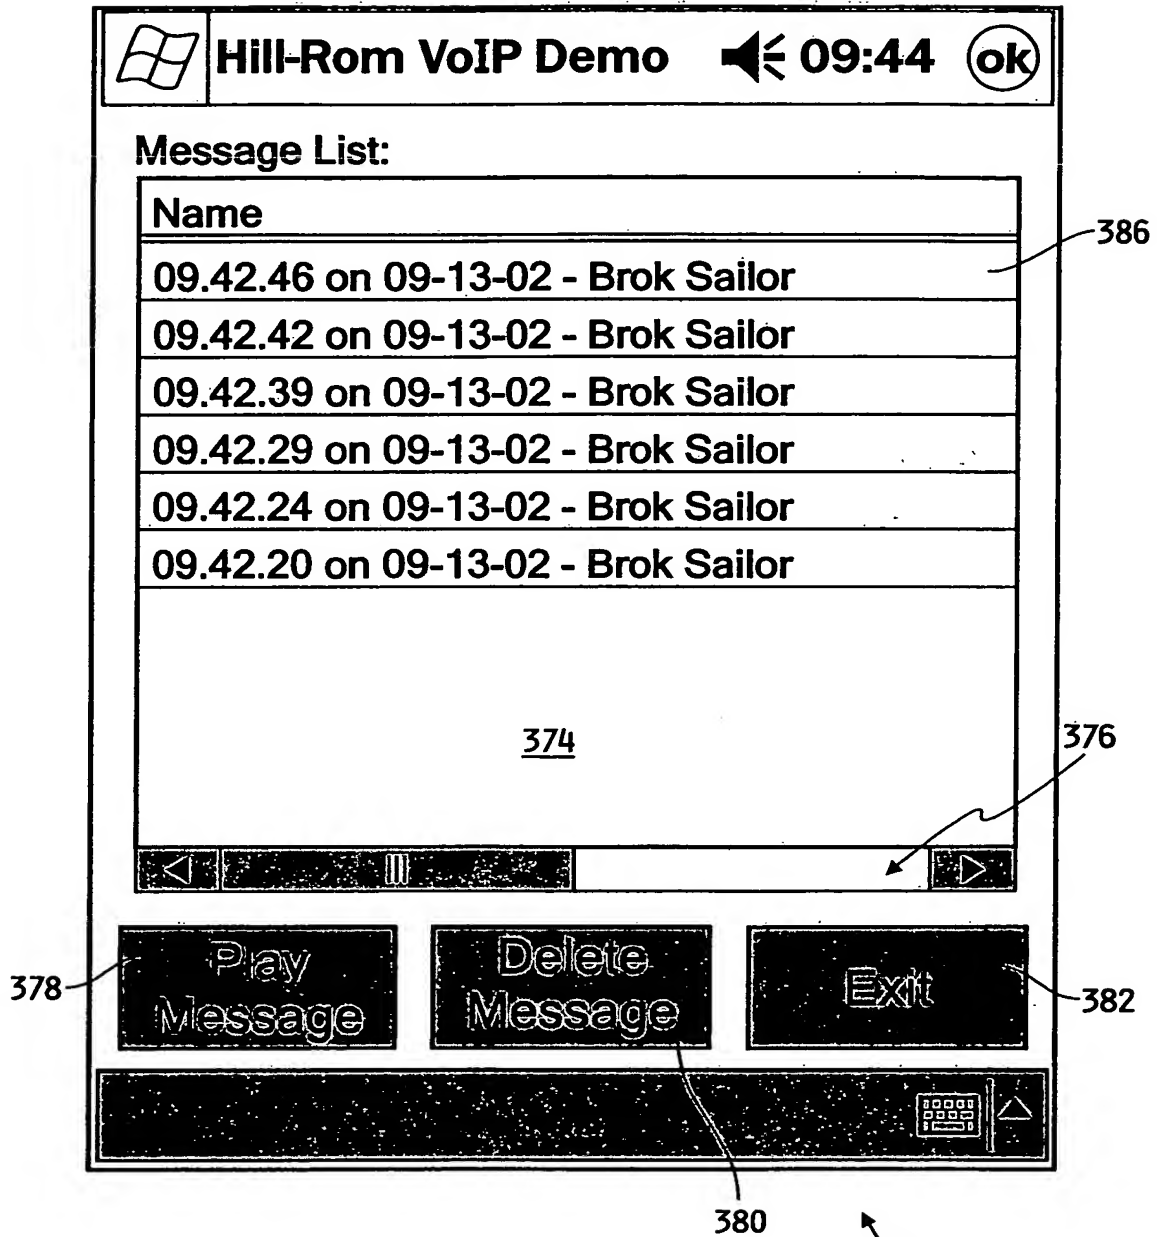 Hill-Rom VoIP Demo 09:44 ok
Message List:
Name
386
09.42.46 on 09-13-02 - Brok Sailor
09.42.42 on 09-13-02 - Brok Sailor
09.42.39 on 09-13-02 - Brok Sailor
09.42.29 on 09-13-02 - Brok Sailor
09.42.24 on 09-13-02 - Brok Sailor
09.42.20 on 09-13-02 - Brok Sailor
374
376
Play
Message
Delete
Message
Exit
378
382
380